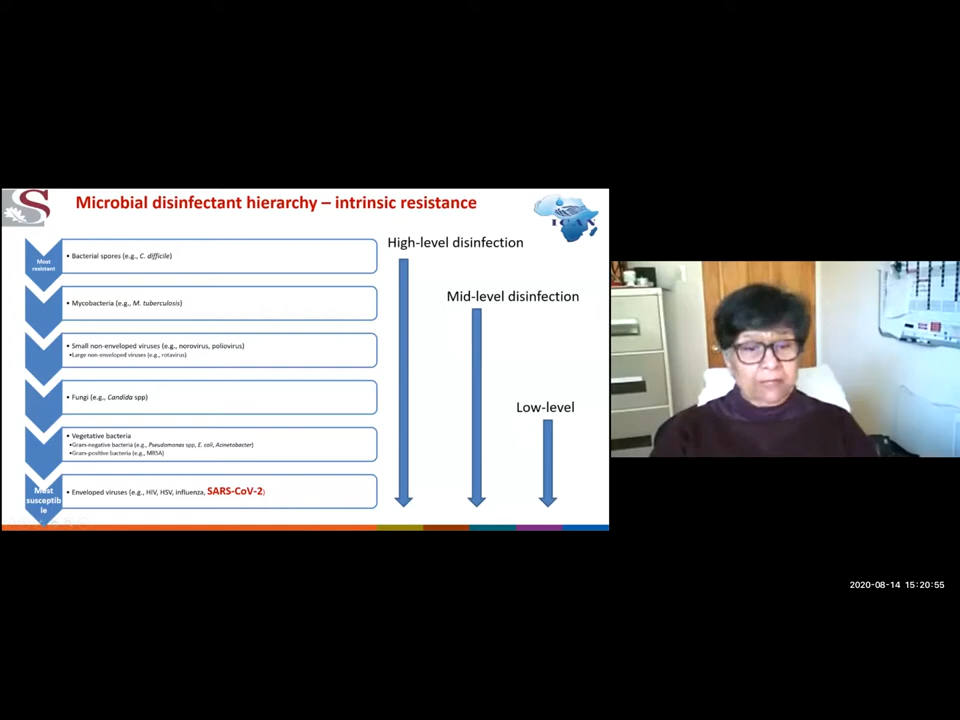 Microbial disinfectant hierarchy – intrinsic resistance
S
ICAN
Most
resistant
• Bacterial spores (e.g., C. difficile)
• Mycobacteria (e.g., M. tuberculosis)
• Small non-enveloped viruses (e.g., norovirus, poliovirus)
•Large non-enveloped viruses (e.g., rotavirus)
• Fungi (e.g., Candida spp)
• Vegetative bacteria
•Gram-negative bacteria (e.g., Pseudomonas spp, E. coli, Acinetobacter)
•Gram-positive bacteria (e.g., MRSA)
Most
susceptib
le
• Enveloped viruses (e.g., HIV, HSV, influenza, SARS-CoV-2)
High-level disinfection
Mid-level disinfection
Low-level
2020-08-14 15:20:55